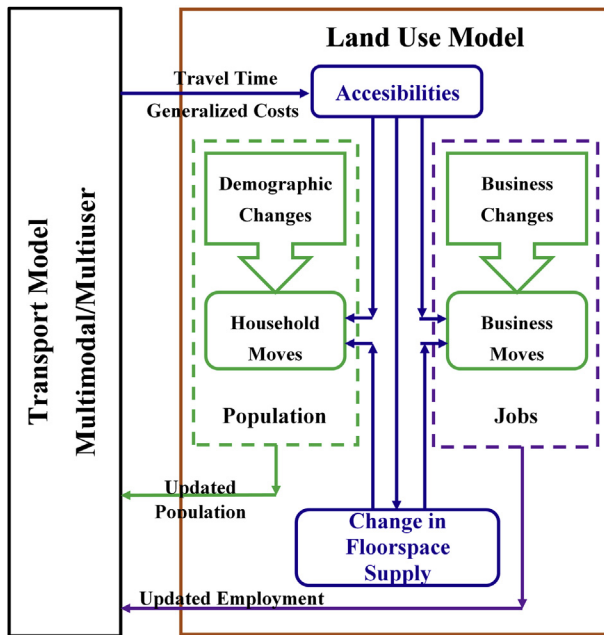 Land Use Model
Transport Model
Multimodal/Multiuser
Travel Time
Generalized Costs
Accesibilities
Demographic
Changes
Business
Changes
Household
Moves
Business
Moves
Population
Jobs
Updated
Population
Change in
Floorspace
Supply
Updated Employment